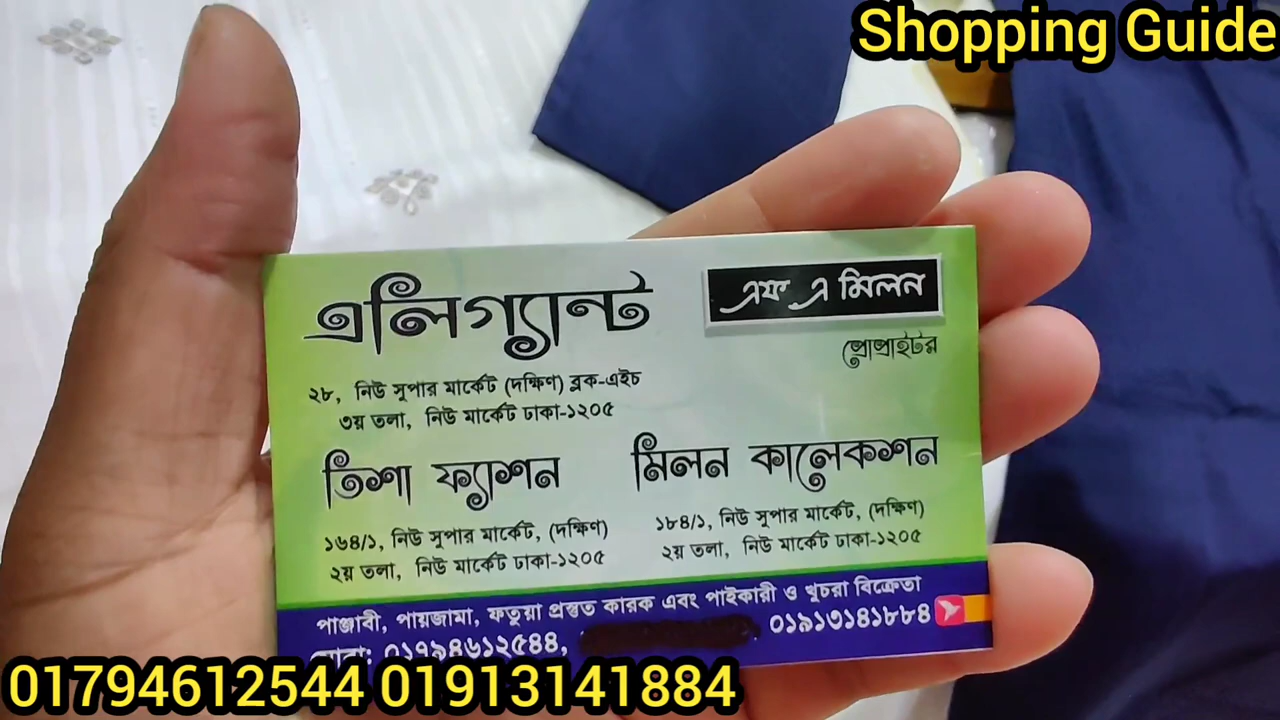 Shopping Guide
এলিগ্যান্ট
এফ এ মিলন
প্রোপ্রাইটর
২৮, নিউ সুপার মার্কেট (দক্ষিণ) ব্লক-এইচ
৩য় তলা, নিউ মার্কেট ঢাকা-১২০৫
তিশা ফ্যাশন
১৬৪/১, নিউ সুপার মার্কেট, (দক্ষিণ)
২য় তলা, নিউ মার্কেট ঢাকা-১২০৫
মিলন কালেকশন
১৮৪/১, নিউ সুপার মার্কেট, (দক্ষিণ)
২য় তলা, নিউ মার্কেট ঢাকা-১২০৫
পাঞ্জাবী, পায়জামা, ফতুয়া প্রস্তুত কারক এবং পাইকারী ও খুচরা বিক্রেতা
০১৭৯৪৬১২৫৪৪, ০১৯১৩১৪১৮৮৪
01794612544 01913141884